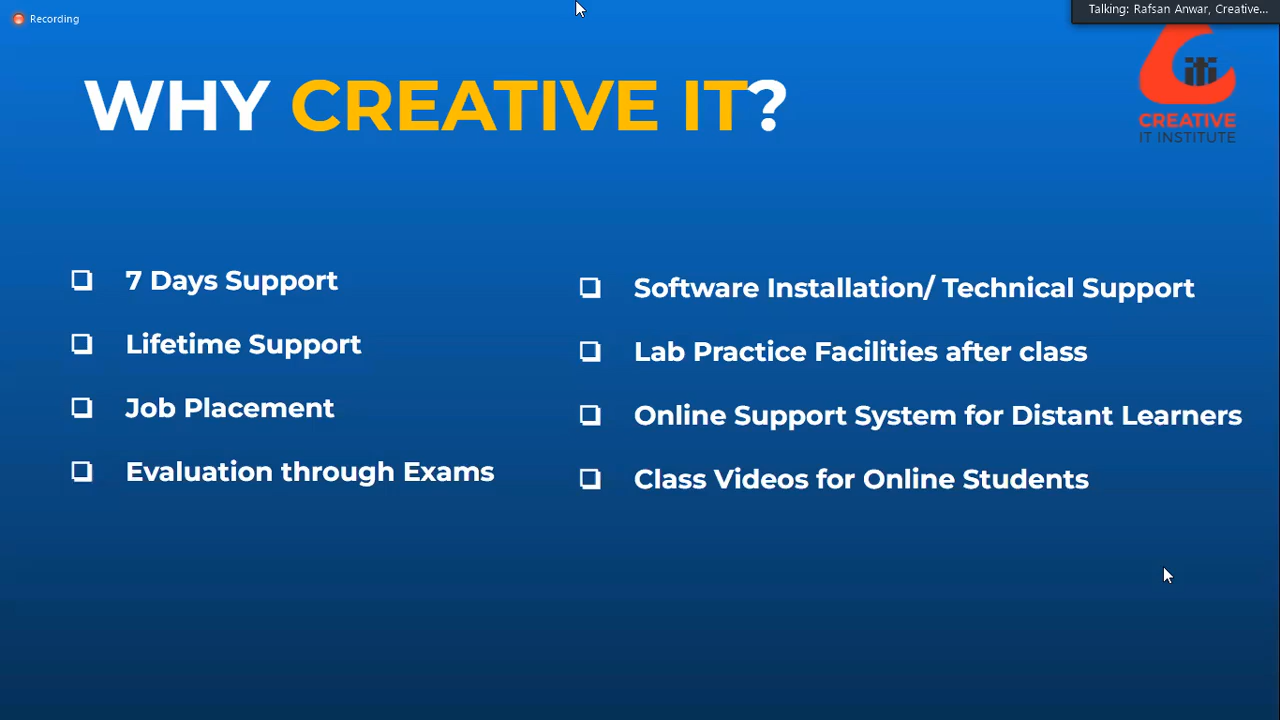 Recording
Talking: Rafsan Anwar, Creative...
WHY CREATIVE IT?
iti
CREATIVE
IT INSTITUTE
7 Days Support
Lifetime Support
Job Placement
Evaluation through Exams
Software Installation/ Technical Support
Lab Practice Facilities after class
Online Support System for Distant Learners
Class Videos for Online Students